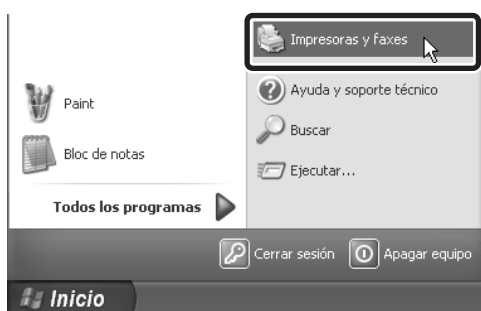 Impresoras y faxes
Paint
Ayuda y soporte técnico
Buscar
Bloc de notas
Ejecutar...
Todos los programas
Cerrar sesión
Apagar equipo
Inicio